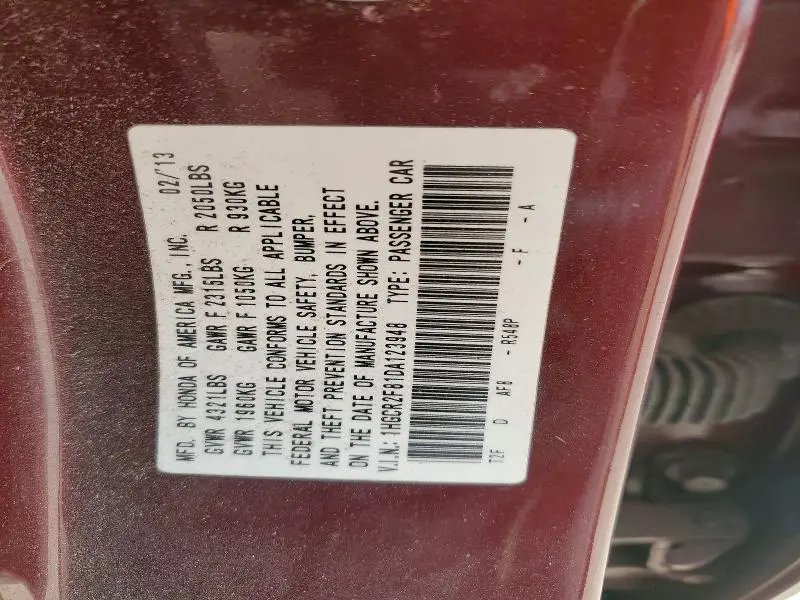 MFD. BY HONDA OF AMERICA MFG., INC. 02/'13
GVWR 4321LBS GAWR F 2315LBS R 2050LBS
GVWR 1960KG GAWR F 1050KG R 930KG
THIS VEHICLE CONFORMS TO ALL APPLICABLE
FEDERAL MOTOR VEHICLE SAFETY, BUMPER,
AND THEFT PREVENTION STANDARDS IN EFFECT
ON THE DATE OF MANUFACTURE SHOWN ABOVE.
V.I.N.: 1HGCR2F81DA123948 TYPE: PASSENGER CAR
T2F D AF8 - R548P - F - A